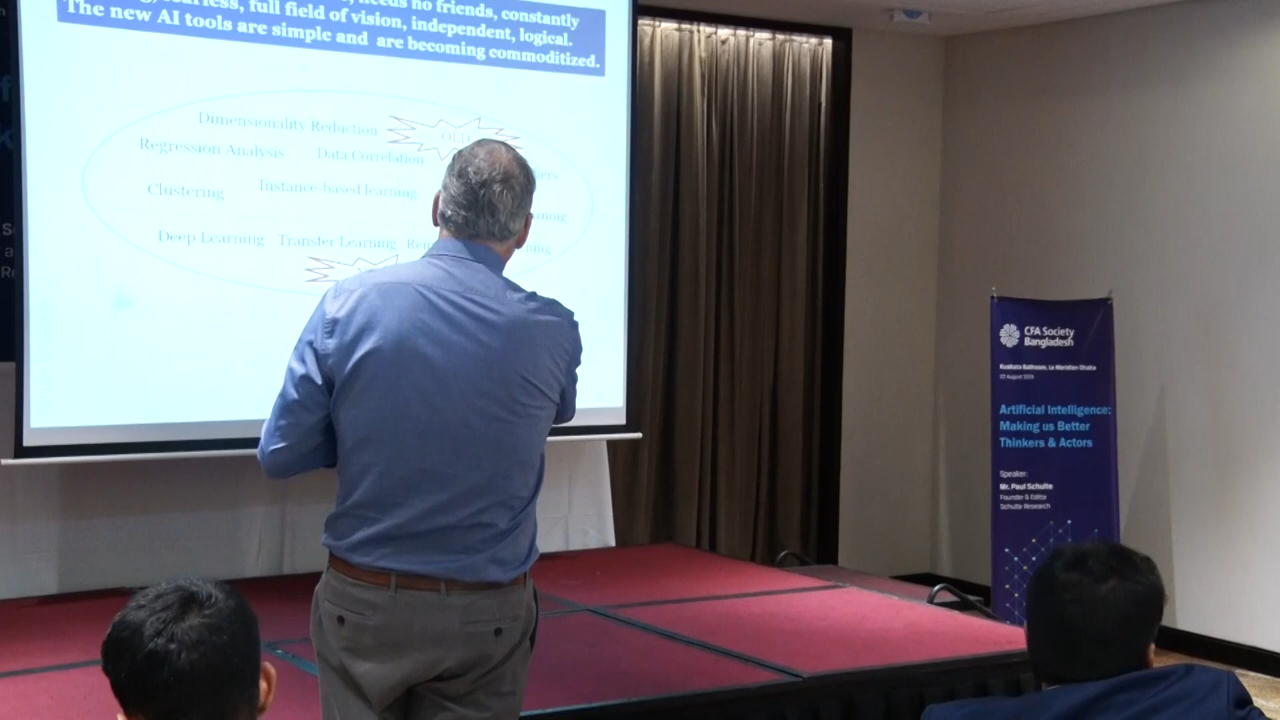 needs no friends, constantly
fearless, full field of vision, independent, logical.
The new AI tools are simple and are becoming commoditized.
Dimensionality Reduction
OLD
Regression Analysis
Data Correlation
Clustering
Instance-based learning
Deep Learning
Transfer Learning
CFA Society
Bangladesh
Kushiara Ballroom, Le Meridien Dhaka
Artificial Intelligence:
Making us Better
Thinkers & Actors
Speaker:
Mr. Paul Schulte
Founder & Editor
Schulte Research